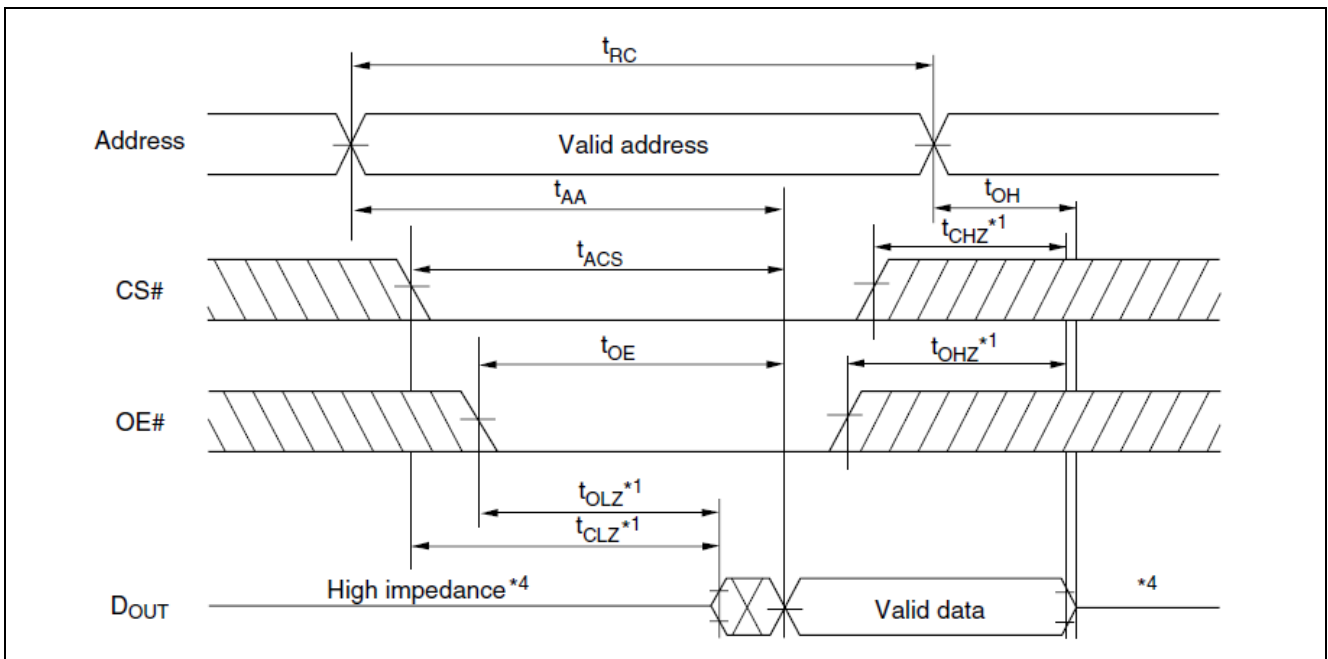 tRC
Address
Valid address
tAA
tOH
tCHZ*1
tACS
CS#
tOE
tOHZ*1
OE#
tOLZ*1
tCLZ*1
High impedance*4
*4
DOUT
Valid data